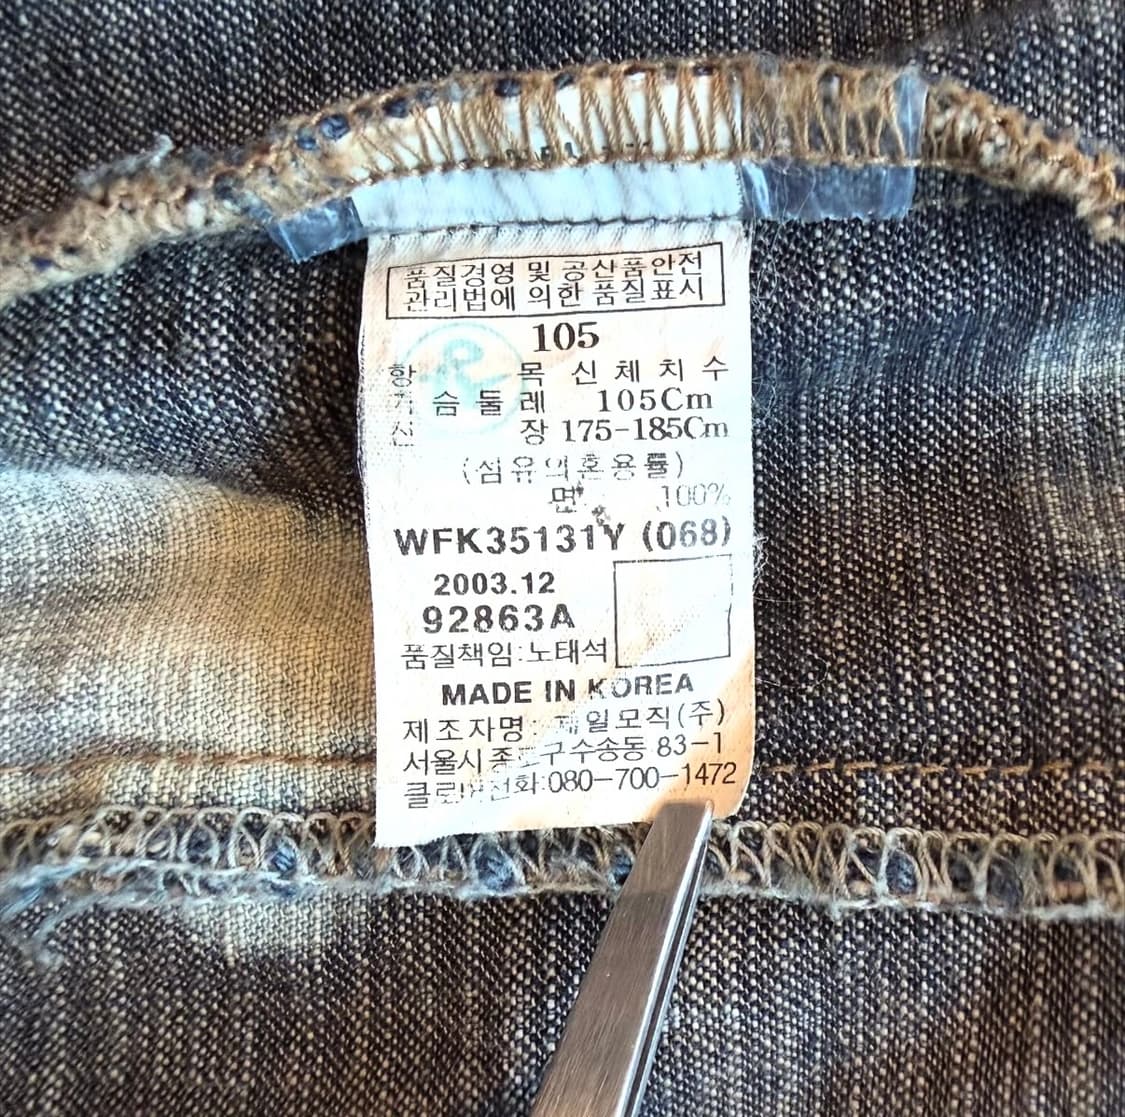 품질경영 및 공산품안전
관리법에 의한 품질표시
105
항 목 신 체 치 수
가 슴 둘 레 105Cm
신 장 175-185Cm
(섬유의혼용률)
면 100%
WFK35131Y (068)
2003.12
92863A
품질책임:노태석
MADE IN KOREA
제조자명: 제일모직(주)
서울시종로구수송동 83-1
전화:080-700-1472